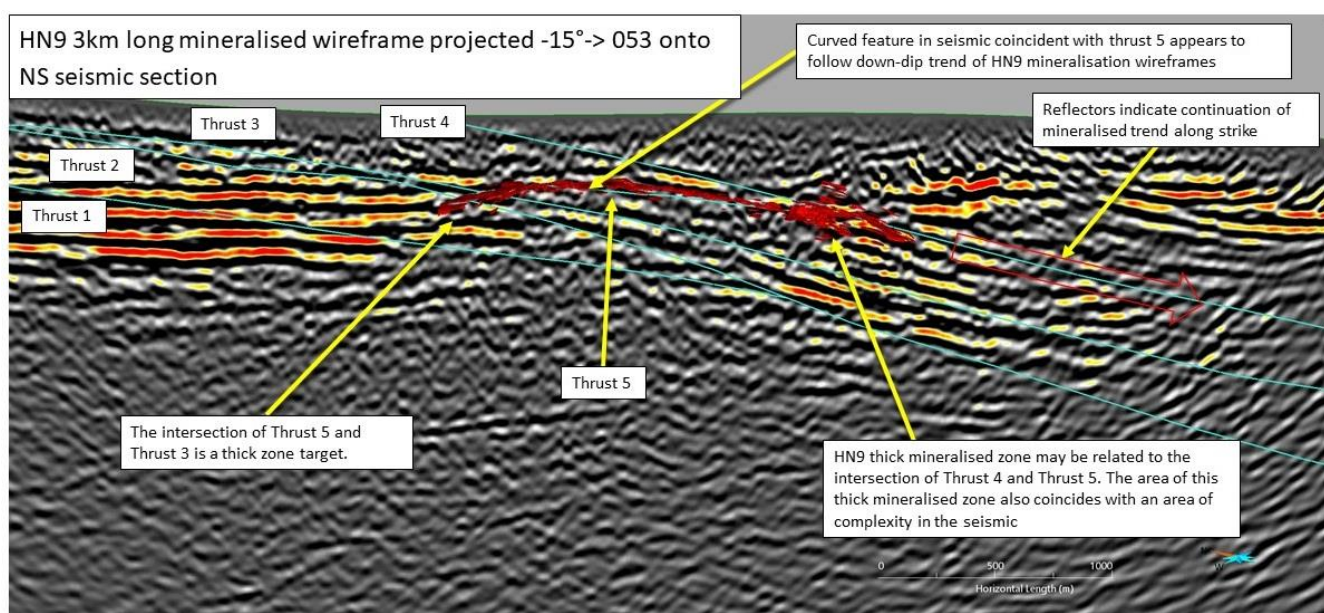 HN9 3km long mineralised wireframe projected -15°-> 053 onto
NS seismic section
Curved feature in seismic coincident with thrust 5 appears to
follow down-dip trend of HN9 mineralisation wireframes
Reflectors indicate continuation of
mineralised trend along strike
Thrust 3
Thrust 4
Thrust 2
Thrust 1
Thrust 5
The intersection of Thrust 5 and
Thrust 3 is a thick zone target.
HN9 thick mineralised zone may be related to the
intersection of Thrust 4 and Thrust 5. The area of this
thick mineralised zone also coincides with an area of
complexity in the seismic
0 500 1000
Horizontal Length (m)